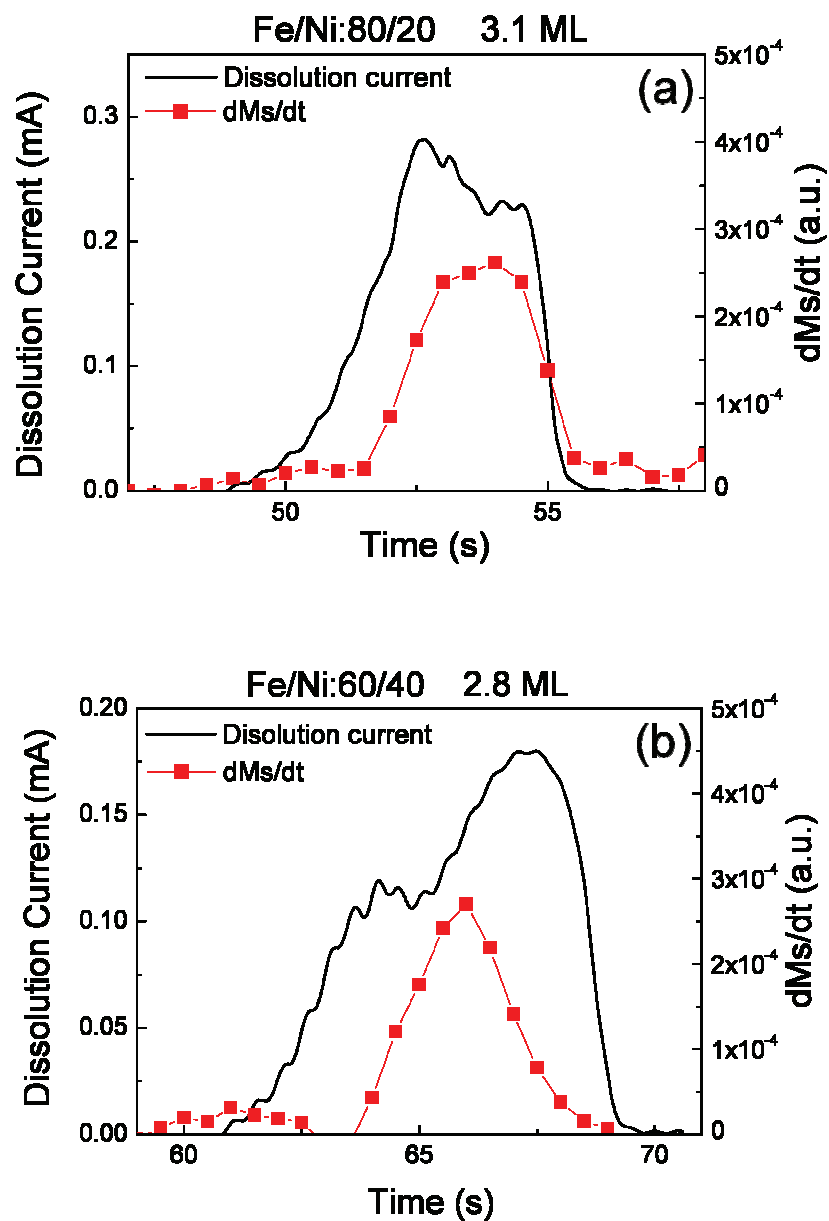 Fe/Ni:80/20 3.1 ML
Dissolution current
dMs/dt
(a)
0.3
0.2
0.1
0.0
Dissolution Current (mA)
5x10-4
4x10-4
3x10-4
2x10-4
1x10-4
0
dMs/dt (a.u.)
50 55
Time (s)
Fe/Ni:60/40 2.8 ML
Disolution current
dMs/dt
(b)
0.20
0.15
0.10
0.05
0.00
Dissolution Current (mA)
5x10-4
4x10-4
3x10-4
2x10-4
1x10-4
0
dMs/dt (a.u.)
60 65 70
Time (s)